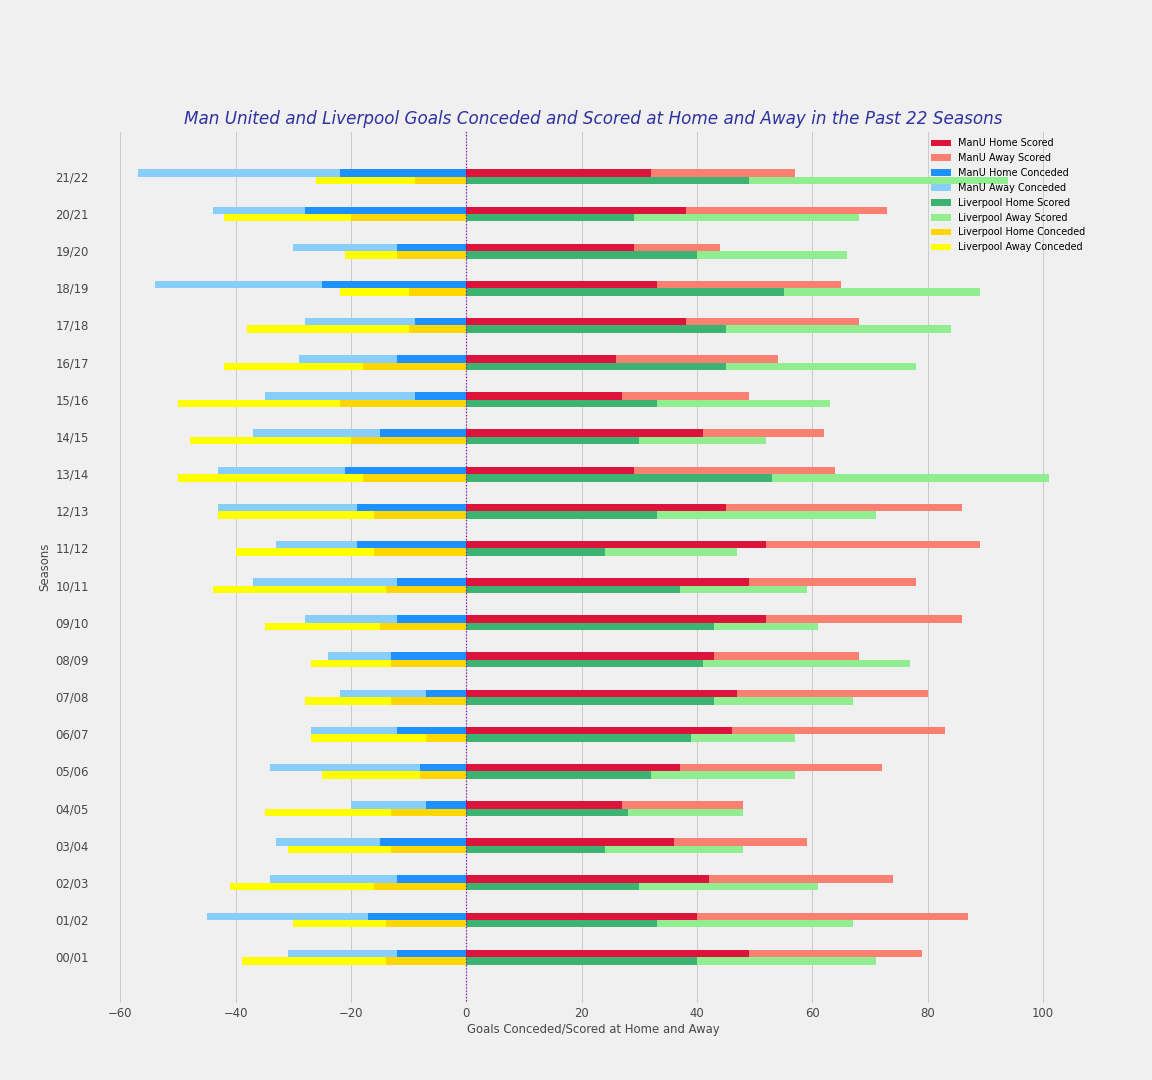 Man United and Liverpool Goals Conceded and Scored at Home and Away in the Past 22 Seasons
ManU Home Scored
ManU Away Scored
ManU Home Conceded
ManU Away Conceded
Liverpool Home Scored
Liverpool Away Scored
Liverpool Home Conceded
Liverpool Away Conceded
21/22
20/21
19/20
18/19
17/18
16/17
15/16
14/15
13/14
12/13
11/12
10/11
09/10
08/09
07/08
06/07
05/06
04/05
03/04
02/03
01/02
00/01
Seasons
−60 −40 −20 0 20 40 60 80 100
Goals Conceded/Scored at Home and Away